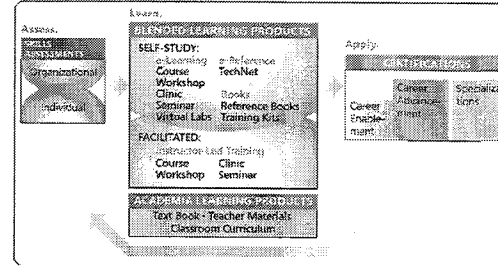 Assess.
SKILLS
ASSESSMENTS
Organizational
Individual
Learn.
BLENDED LEARNING PRODUCTS
SELF-STUDY:
e-Learning e-Reference
Course TechNet
Workshop
Clinic Books
Seminar Reference Books
Virtual Labs Training Kits
FACILITATED:
Instructor-Led Training
Course Clinic
Workshop Seminar
ACADEMIA LEARNING PRODUCTS
Text Book - Teacher Materials
Classroom Curriculum
Apply.
CERTIFICATIONS
Career
Enable-
ment
Career
Advance-
ment
Specializa
tions